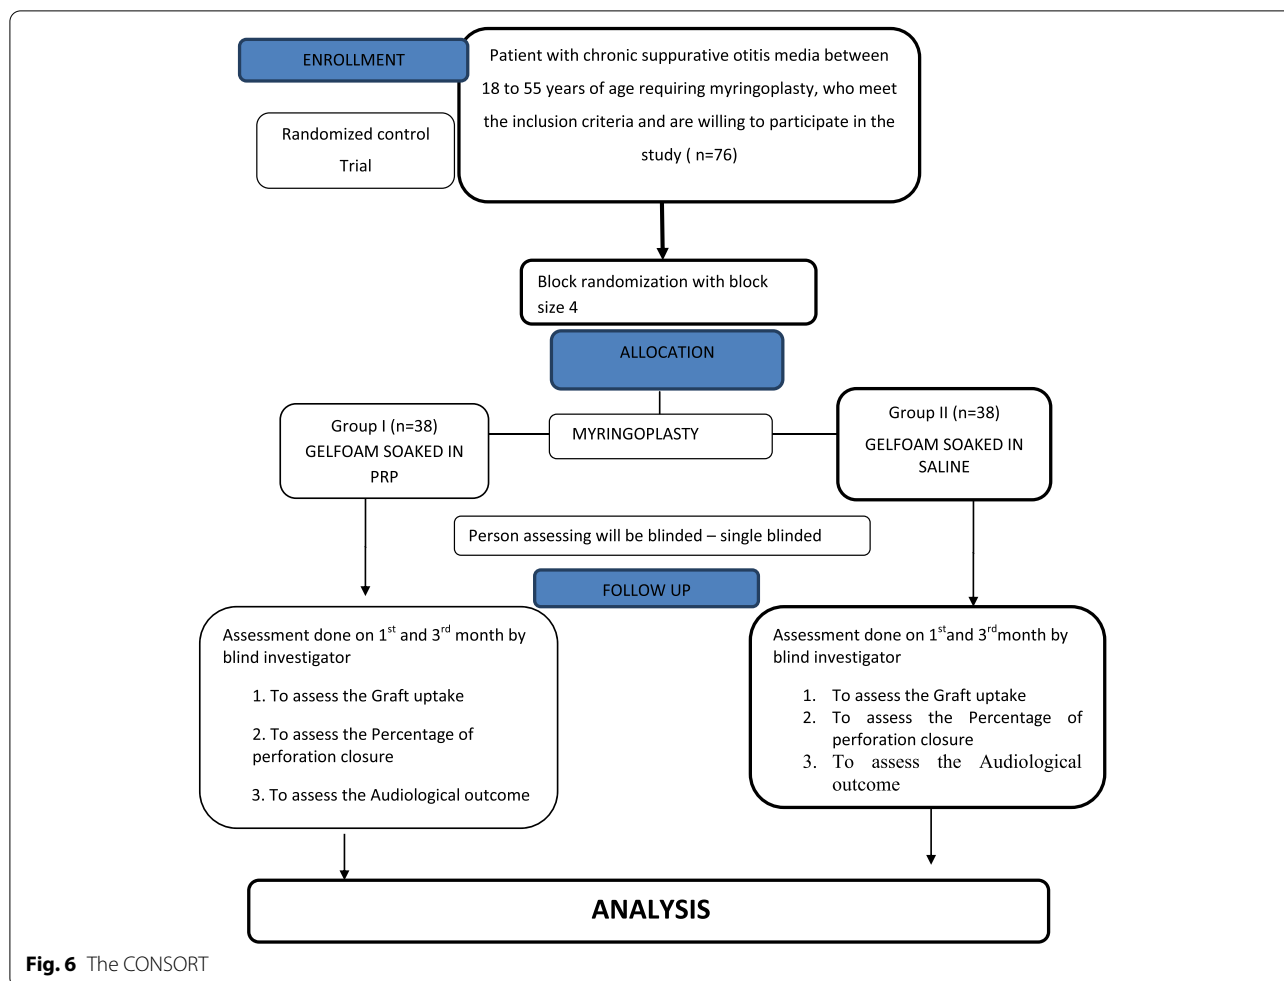 ENROLLMENT
Patient with chronic suppurative otitis media between
18 to 55 years of age requiring myringoplasty, who meet
the inclusion criteria and are willing to participate in the
study ( n=76)
Randomized control
Trial
Block randomization with block
size 4
ALLOCATION
Group I (n=38)
GELFOAM SOAKED IN
PRP
MYRINGOPLASTY
Group II (n=38)
GELFOAM SOAKED IN
SALINE
Person assessing will be blinded – single blinded
FOLLOW UP
Assessment done on 1st and 3rd month by
blind investigator
1. To assess the Graft uptake
2. To assess the Percentage of
perforation closure
3. To assess the Audiological outcome
Assessment done on 1stand 3rdmonth by
blind investigator
1. To assess the Graft uptake
2. To assess the Percentage of
perforation closure
3. To assess the Audiological
outcome
ANALYSIS
Fig. 6 The CONSORT